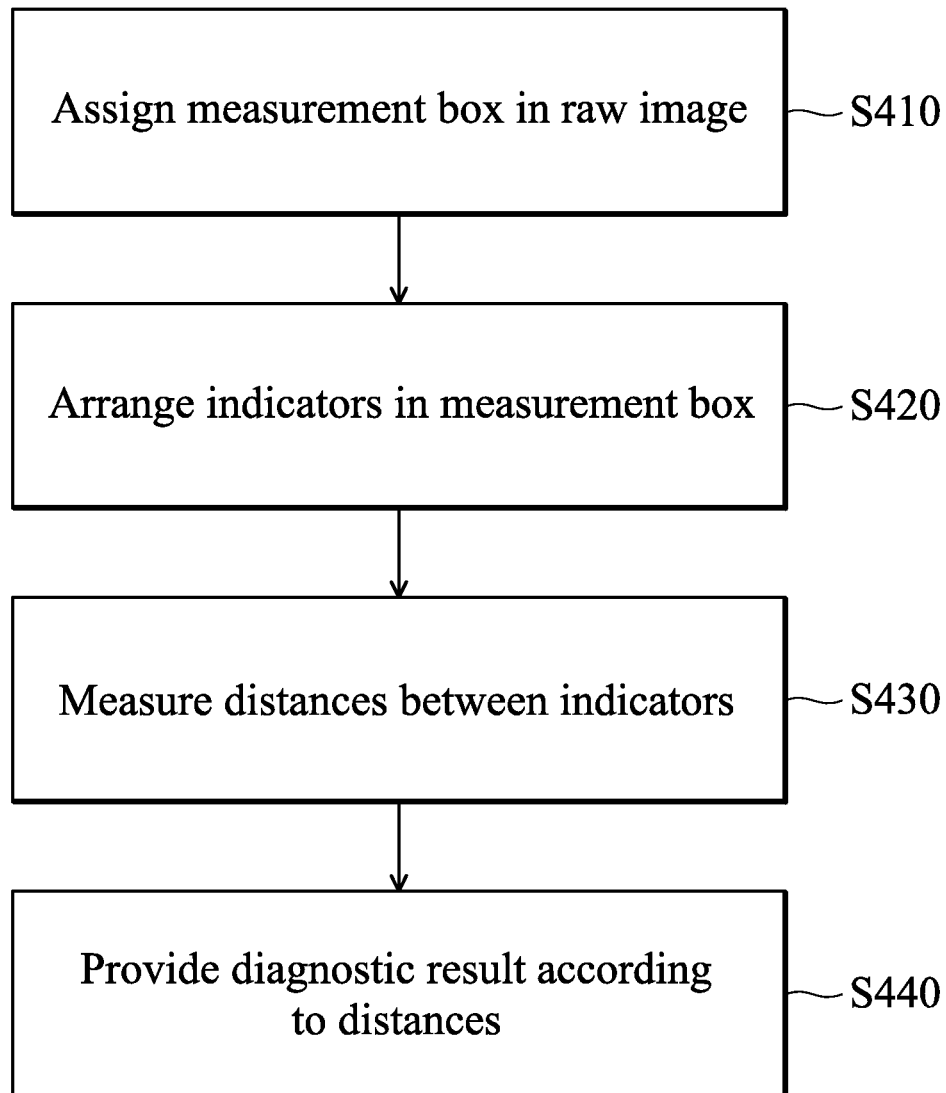 Assign measurement box in raw image
S410
Arrange indicators in measurement box
S420
Measure distances between indicators
S430
Provide diagnostic result according
to distances
S440